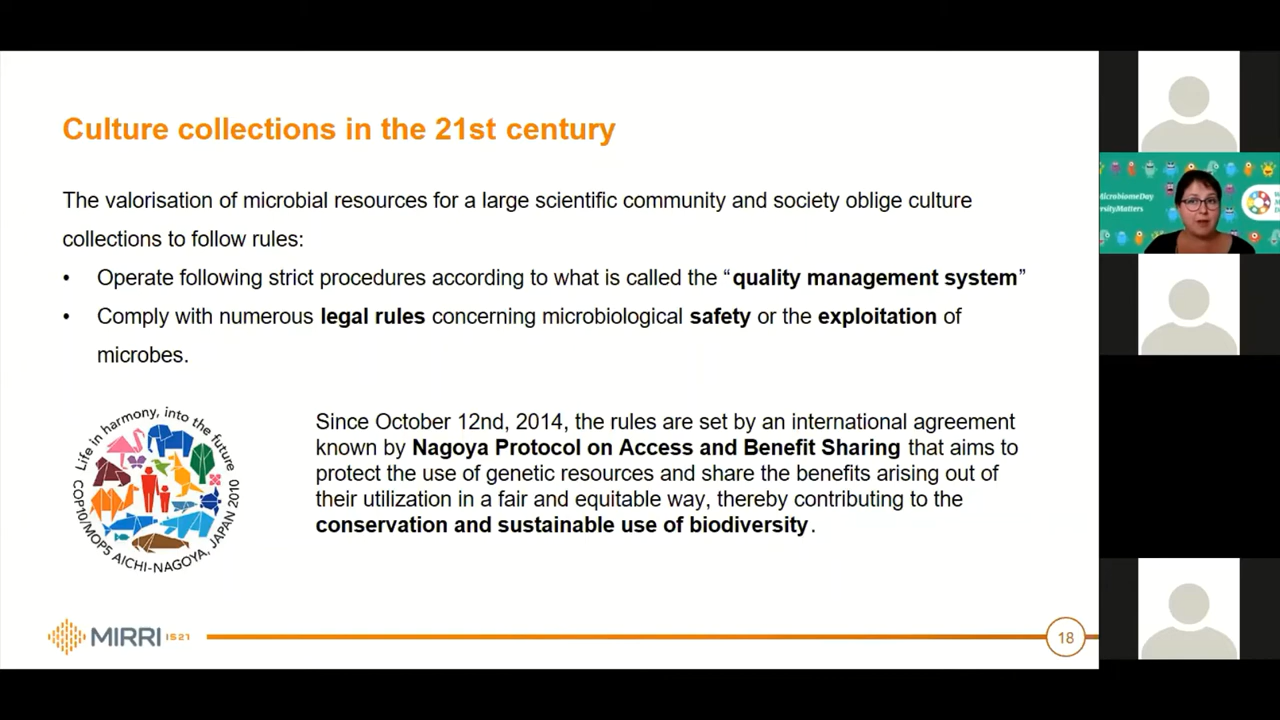 Culture collections in the 21st century
The valorisation of microbial resources for a large scientific community and society oblige culture
collections to follow rules:
• Operate following strict procedures according to what is called the “quality management system”
• Comply with numerous legal rules concerning microbiological safety or the exploitation of
microbes.
Life in harmony, into the future
COP10/MOP5 AICHI-NAGOYA, JAPAN 2010
Since October 12nd, 2014, the rules are set by an international agreement
known by Nagoya Protocol on Access and Benefit Sharing that aims to
protect the use of genetic resources and share the benefits arising out of
their utilization in a fair and equitable way, thereby contributing to the
conservation and sustainable use of biodiversity.
MIRRI IS21
18
MicrobiomeDay
ersityMatters